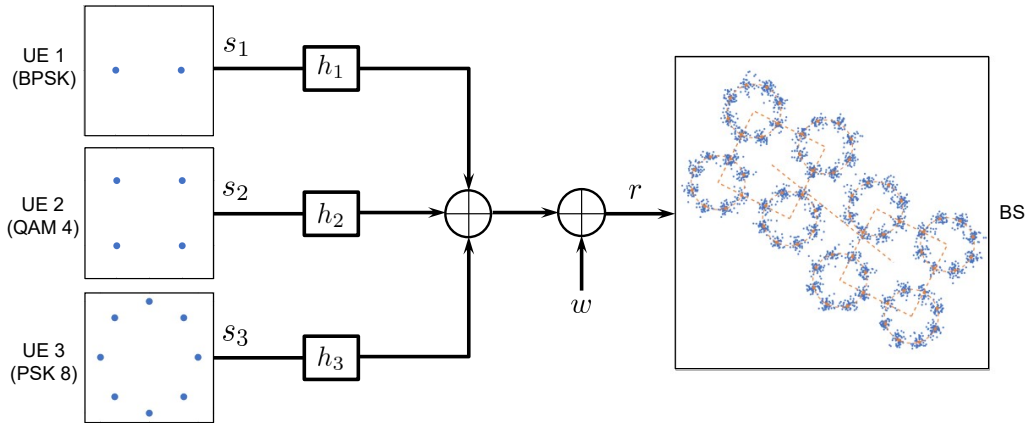 UE 1
(BPSK)
s₁
h₁
UE 2
(QAM 4)
s₂
h₂
r
BS
w
UE 3
(PSK 8)
s₃
h₃